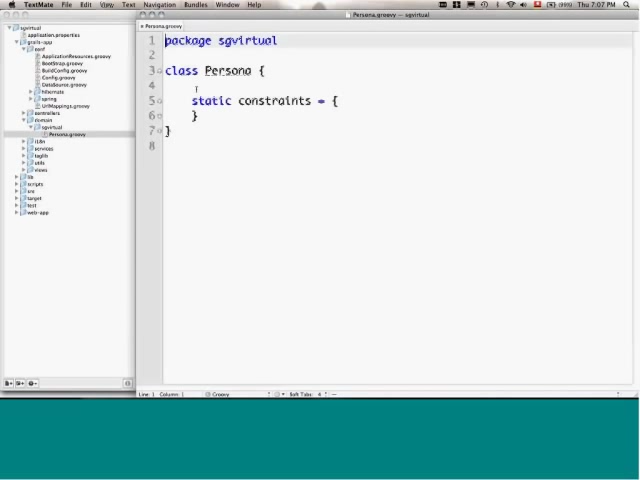 TextMate File Edit View Text Navigation Bundles Window Help (99%) Thu 7:07 PM
Persona.groovy — sgvirtual
Persona.groovy
sgvirtual
application.properties
grails-app
conf
ApplicationResources.groovy
BootStrap.groovy
BuildConfig.groovy
Config.groovy
DataSource.groovy
hibernate
spring
UrlMappings.groovy
controllers
domain
sgvirtual
Persona.groovy
i18n
services
taglib
utils
views
lib
scripts
src
target
test
web-app
1 package sgvirtual
2
3 class Persona {
4
5 static constraints = {
6 }
7 }
8
Line: 1 Column: 1 Groovy Soft Tabs: 4 —